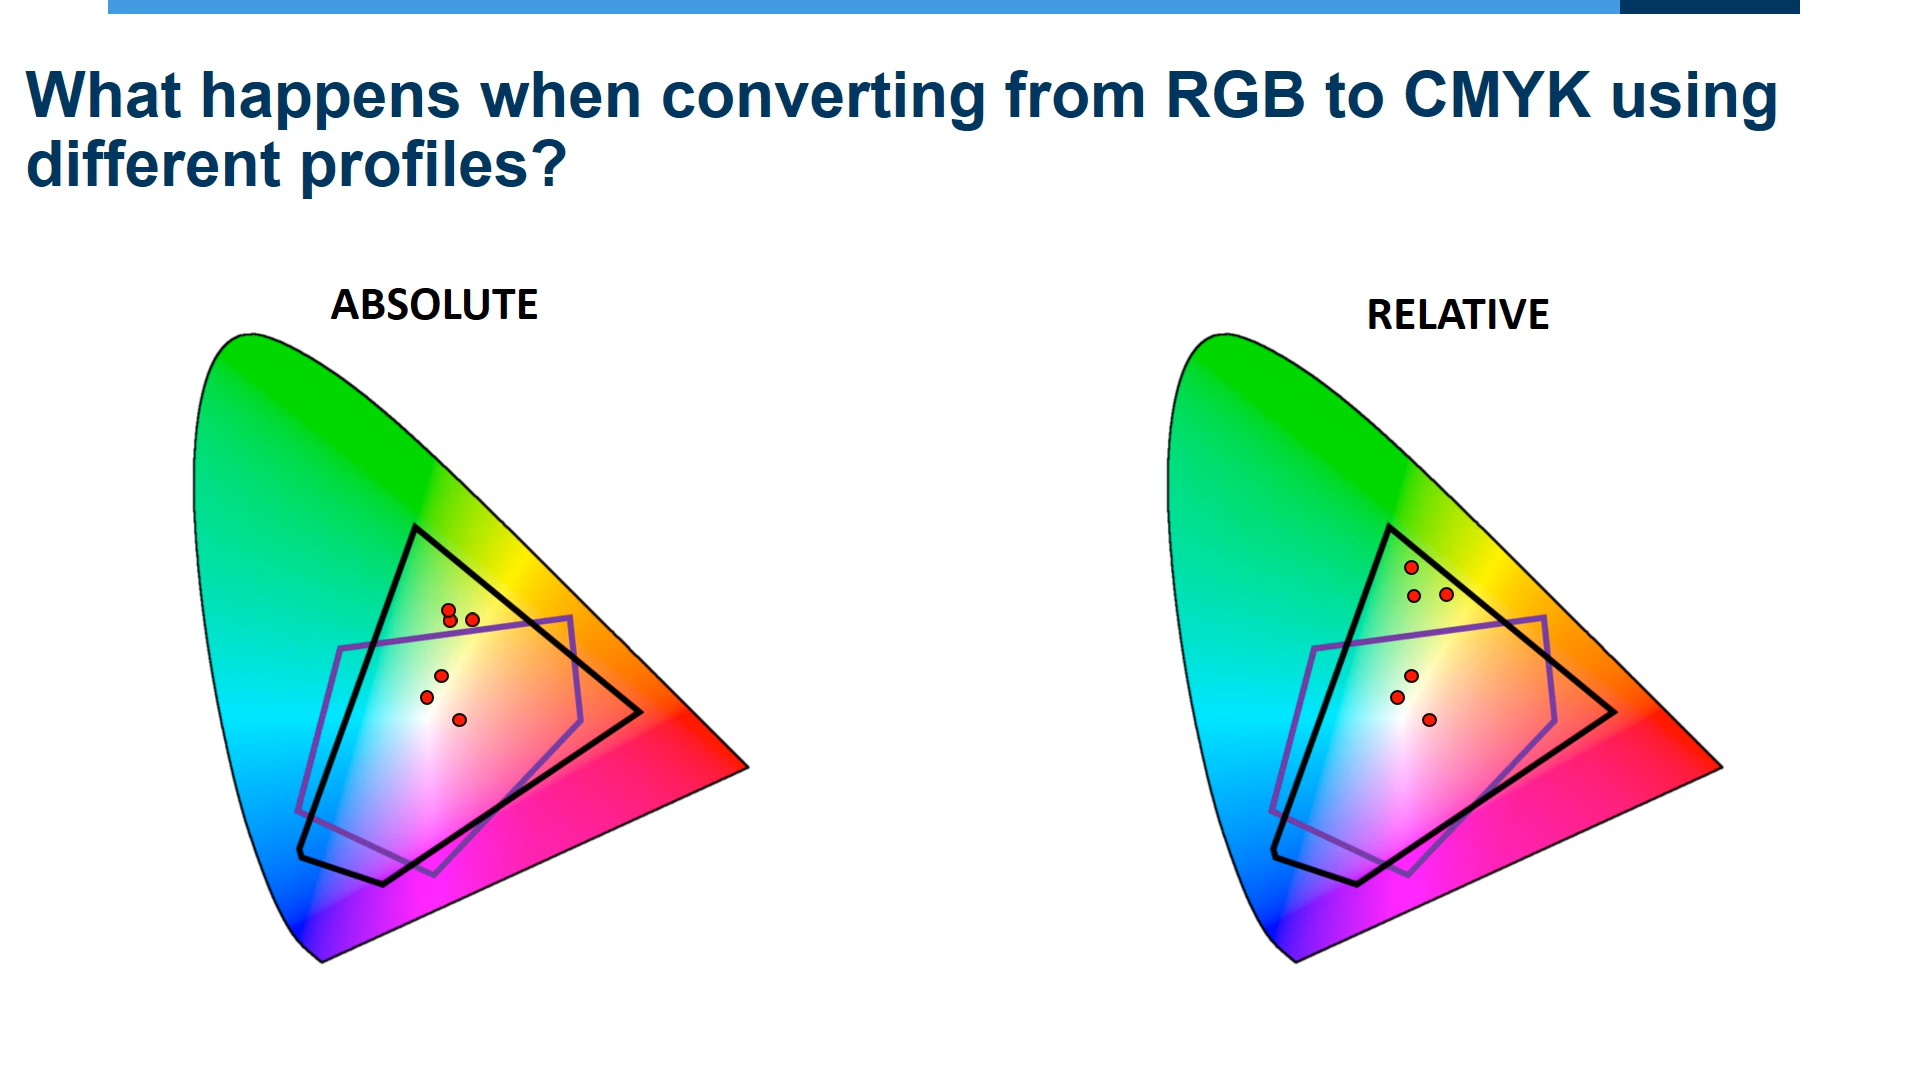 What happens when converting from RGB to CMYK using
different profiles?
ABSOLUTE
RELATIVE